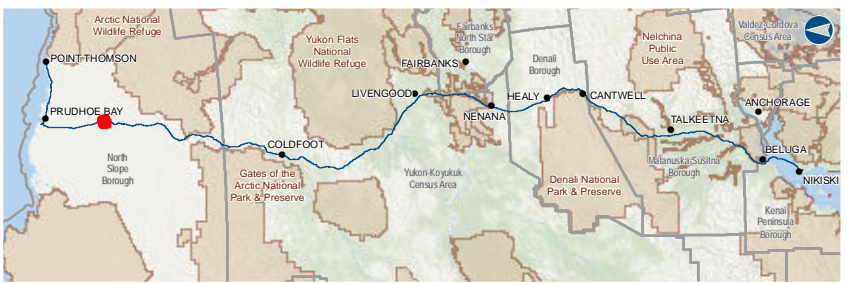 Arctic National
Wildlife Refuge
Yukon Flats
National
Wildlife Refuge
Fairbanks
North Star
Borough
Valdez-Cordova
Census Area
Nelchina
Public
Use Area
Denali
Borough
POINT THOMSON
FAIRBANKS
LIVENGOOD
HEALY
CANTWELL
NENANA
ANCHORAGE
PRUDHOE BAY
TALKEETNA
COLDFOOT
BELUGA
North
Slope
Borough
Gates of the
Arctic National
Park & Preserve
Yukon-Koyukuk
Census Area
Denali National
Park & Preserve
Matanuska-Susitna
Borough
NIKISKI
Kenai
Peninsula
Borough